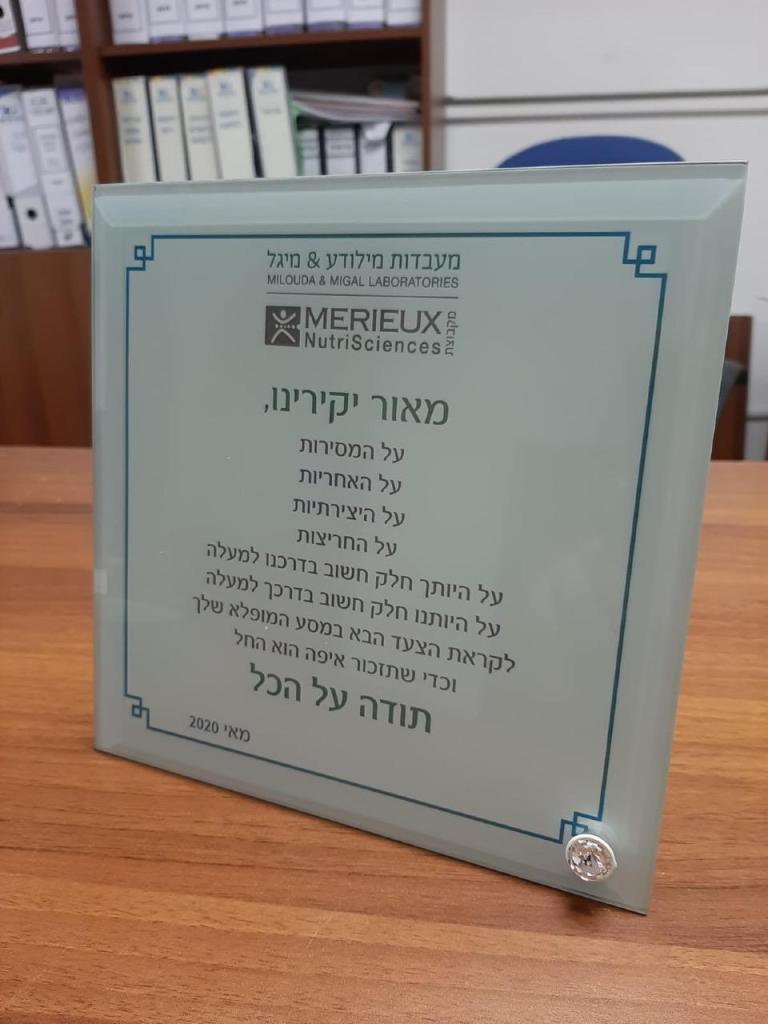 מעבדות מילודע & מיגל
MILOUDA & MIGAL LABORATORIES
MERIEUX
NutriSciences
מקבוצת
מאור יקירינו,
על המסירות
על האחריות
על היצירתיות
על החריצות
על היותך חלק חשוב בדרכנו למעלה
על היותנו חלק חשוב בדרכך למעלה
לקראת הצעד הבא במסע המופלא שלך
וכדי שתזכור איפה הוא החל
תודה על הכל
מאי 2020